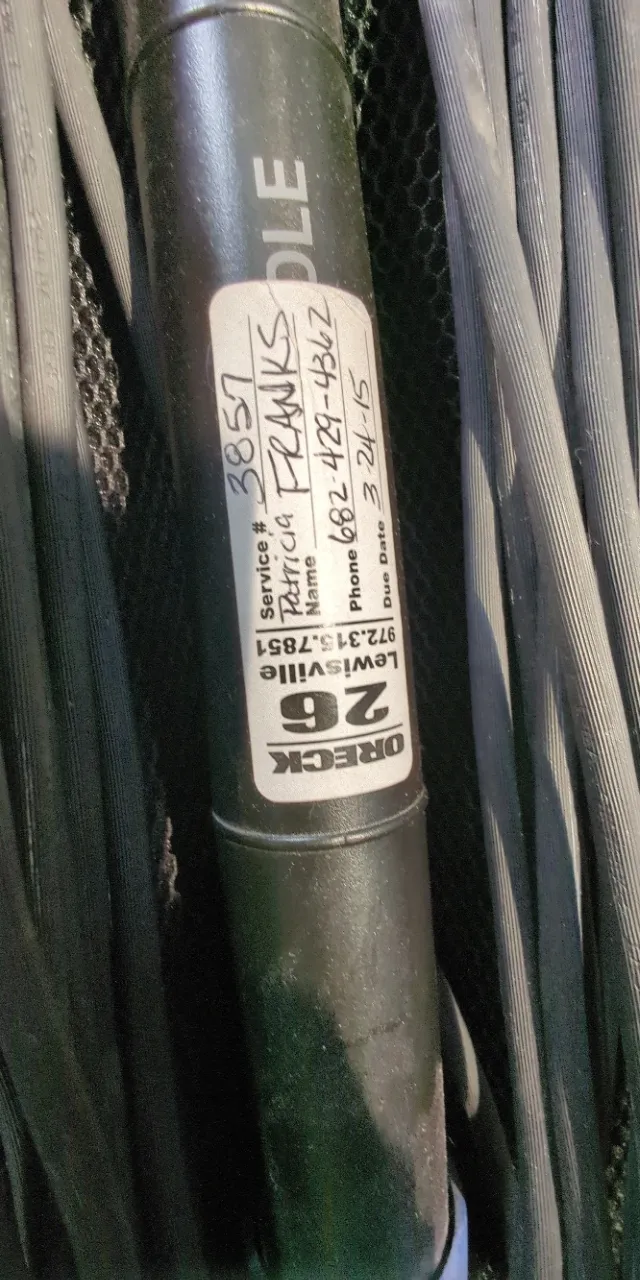 DLE
ORECK
26
Lewisville
972.315.7851
Service # 3857
Patricia FRANKS
Name
Phone 682-429-4362
Due Date 3-24-15